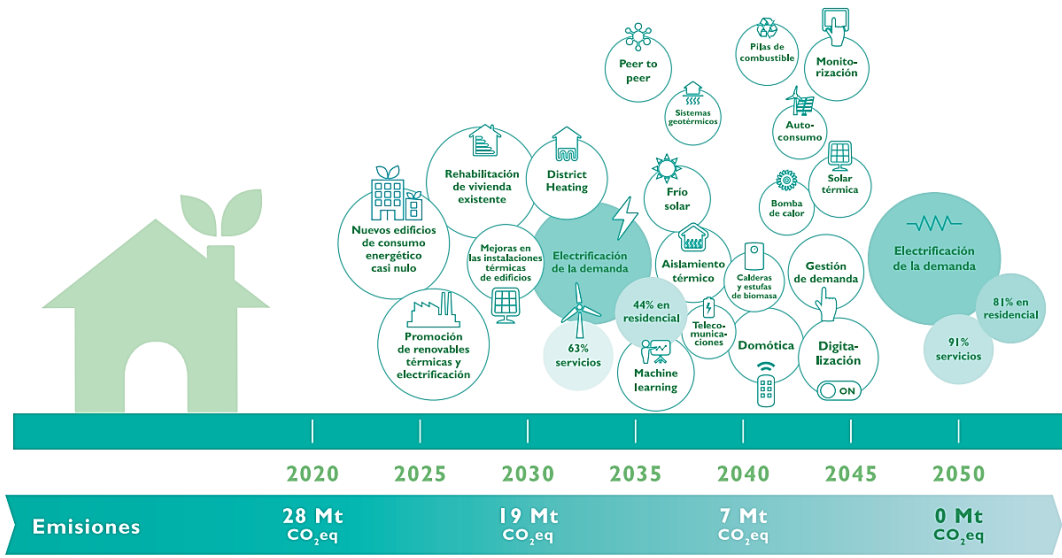 Peer to
peer
Pilas de
combustible
Monito-
rización
Sistemas
geotérmicos
Auto-
consumo
Rehabilitación
de vivienda
existente
District
Heating
Frío
solar
Solar
térmica
Bomba
de calor
Nuevos edificios
de consumo
energético
casi nulo
Mejoras en
las instalaciones
térmicas
de edificios
Electrificación
de la demanda
Aislamiento
térmico
Calderas
y estufas
de biomasa
Gestión
de demanda
Electrificación
de la demanda
44% en
residencial
81% en
residencial
Promoción
de renovables
térmicas y
electrificación
63%
servicios
Teleco-
munica-
ciones
Domótica
Digita-
lización
91%
servicios
Machine
learning
ON
2020
2025
2030
2035
2040
2045
2050
Emisiones
28 Mt
CO₂eq
19 Mt
CO₂eq
7 Mt
CO₂eq
0 Mt
CO₂eq